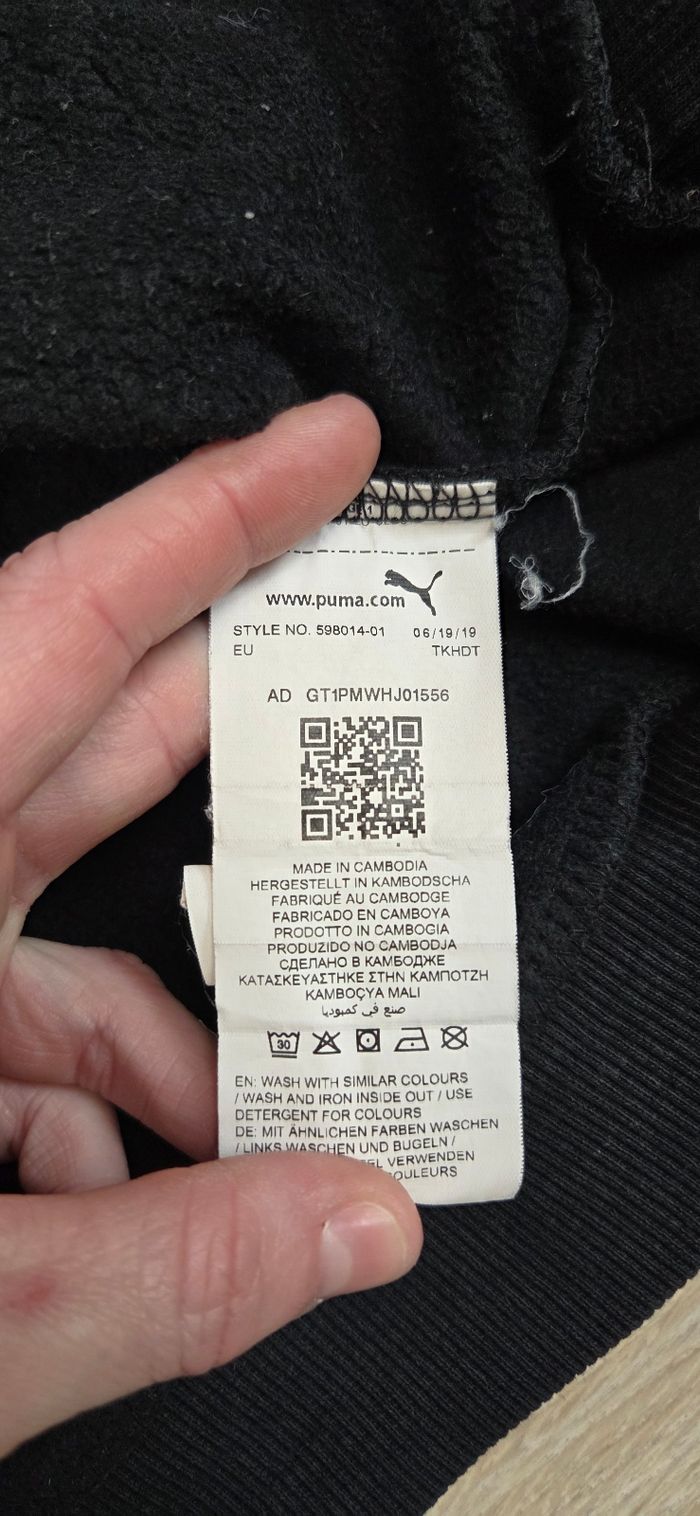 www.puma.com
STYLE NO. 598014-01 06/19/19
EU TKHDT
AD GT1PMWHJ01556
MADE IN CAMBODIA
HERGESTELLT IN KAMBODSCHA
FABRIQUÉ AU CAMBODGE
FABRICADO EN CAMBOYA
PRODOTTO IN CAMBOGIA
PRODUZIDO NO CAMBODJA
СДЕЛАНО В КАМБОДЖЕ
ΚΑΤΑΣΚΕΥΑΣΤΗΚΕ ΣΤΗΝ ΚΑΜΠΟΤΖΗ
KAMBOÇYA MALI
صنع في كمبوديا
30
EN: WASH WITH SIMILAR COLOURS
/ WASH AND IRON INSIDE OUT / USE
DETERGENT FOR COLOURS
DE: MIT ÄHNLICHEN FARBEN WASCHEN
/ LINKS WASCHEN UND BUGELN /
VERWENDEN